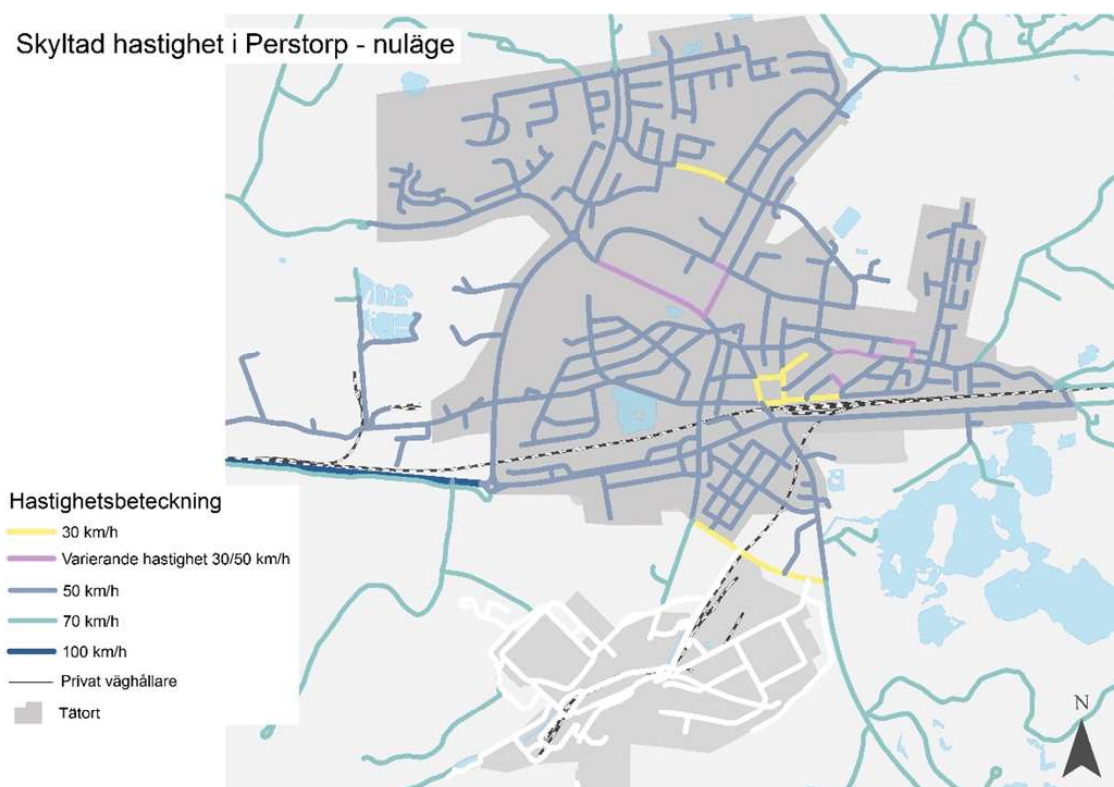 Skyltad hastighet i Perstorp - nuläge
Hastighetsbeteckning
30 km/h
Varierande hastighet 30/50 km/h
50 km/h
70 km/h
100 km/h
Privat väghållare
Tätort
N